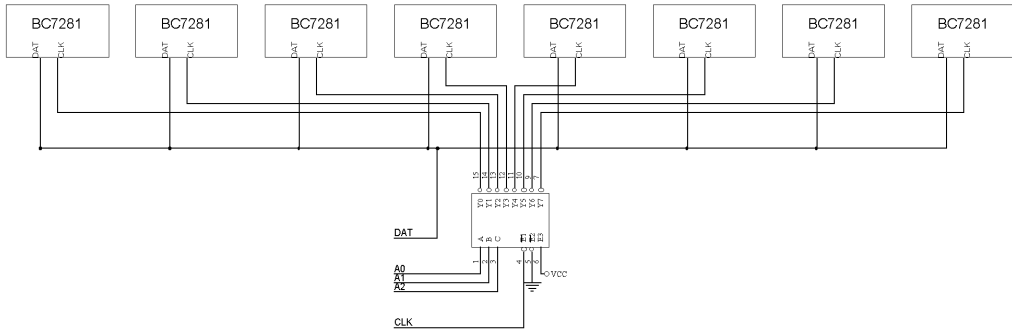 BC7281 BC7281 BC7281 BC7281 BC7281 BC7281 BC7281 BC7281
DAT CLK DAT CLK DAT CLK DAT CLK DAT CLK DAT CLK DAT CLK DAT CLK
15 14 13 12 11 10 9 7
Y0 Y1 Y2 Y3 Y4 Y5 Y6 Y7
DAT
A B C E1 E2 E3
1 2 3 4 5 6
A0
VCC
A1
A2
CLK